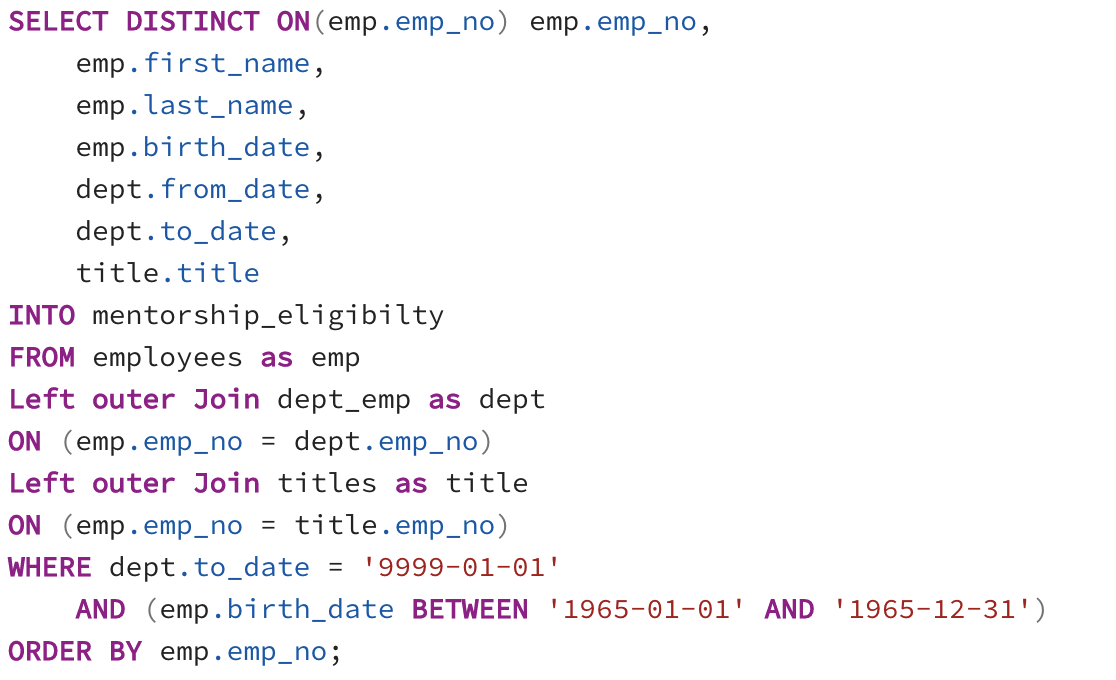 SELECT DISTINCT ON(emp.emp_no) emp.emp_no,
    emp.first_name,
    emp.last_name,
    emp.birth_date,
    dept.from_date,
    dept.to_date,
    title.title
INTO mentorship_eligibilty
FROM employees as emp
Left outer Join dept_emp as dept
ON (emp.emp_no = dept.emp_no)
Left outer Join titles as title
ON (emp.emp_no = title.emp_no)
WHERE dept.to_date = '9999-01-01'
    AND (emp.birth_date BETWEEN '1965-01-01' AND '1965-12-31')
ORDER BY emp.emp_no;